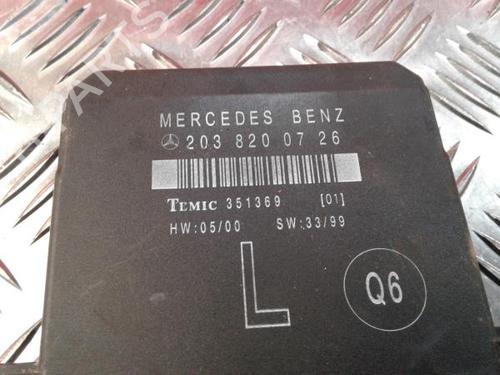 MERCEDES BENZ
203 820 07 26
TEMIC 351369 [01]
HW:05/00 SW:33/99
L
Q6